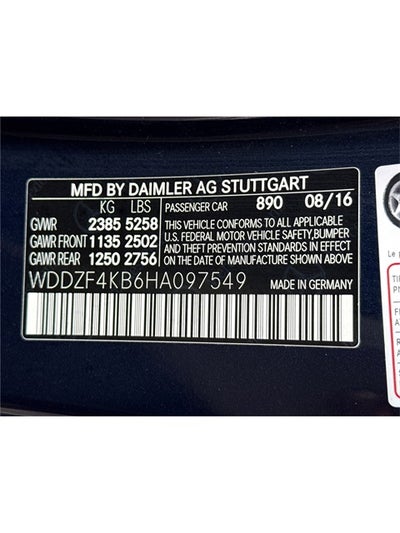 MFD BY DAIMLER AG STUTTGART
KG LBS PASSENGER CAR 890 08/16
GVWR 2385 5258 THIS VEHICLE CONFORMS TO ALL APPLICABLE
GAWR FRONT 1135 2502 U.S. FEDERAL MOTOR VEHICLE SAFETY, BUMPER
GAWR REAR 1250 2756 AND THEFT PREVENTION STANDARDS IN EFFECT
ON THE DATE OF MANUFACTURE SHOWN ABOVE.
WDDZF4KB6HA097549 MADE IN GERMANY